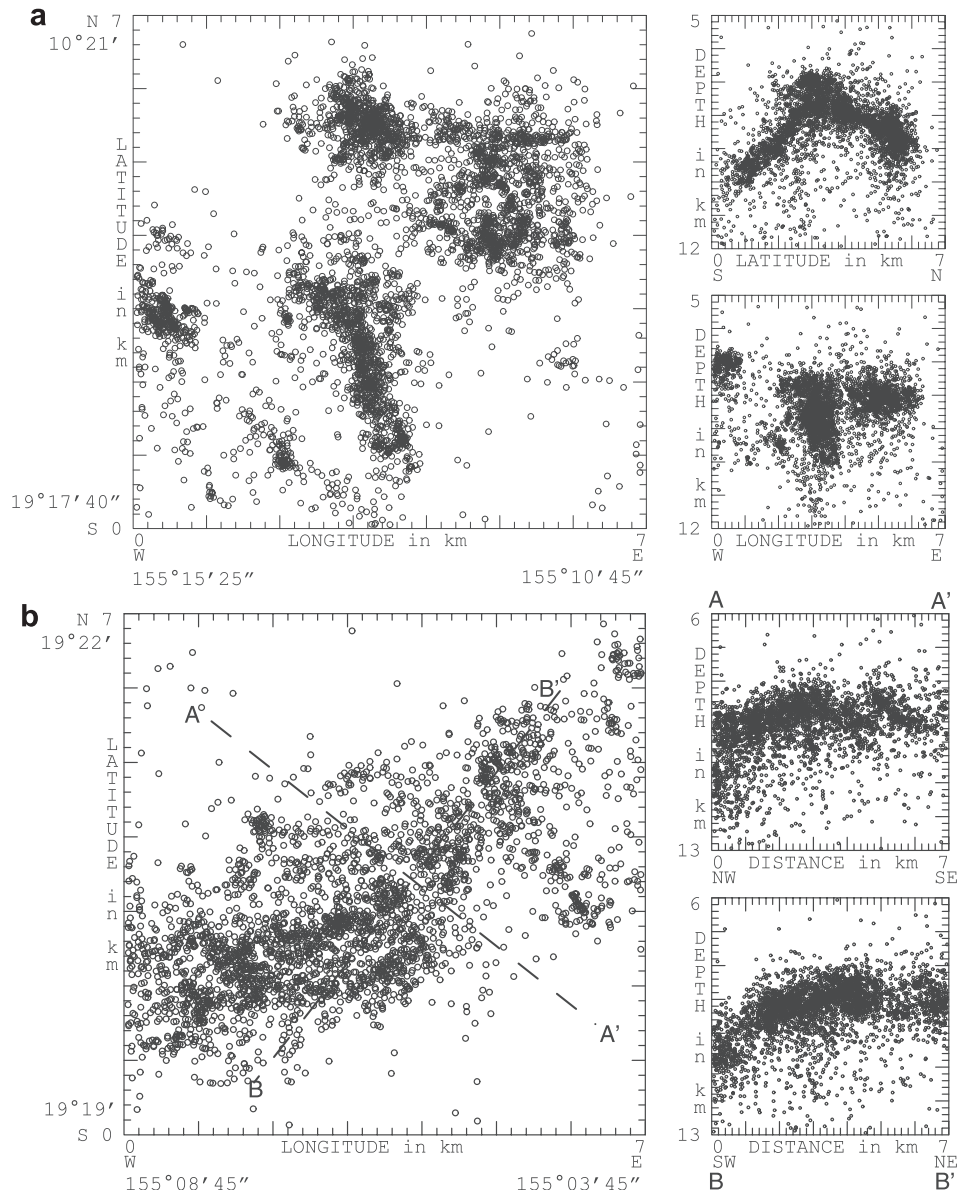 a
N 7
10°21′
LATITUDE in km
19°17′40″
S 0
0 LONGITUDE in km 7
W E
155°15′25″ 155°10′45″
5
DEPTH in km
12
0 LATITUDE in km 7
S N
5
DEPTH in km
12
0 LONGITUDE in km 7
W E
b
N 7
19°22′
LATITUDE in km
A
B'
A'
B
19°19′
S 0
0 LONGITUDE in km 7
W E
155°08′45″ 155°03′45″
A A'
6
DEPTH in km
13
0 DISTANCE in km 7
NW SE
6
DEPTH in km
13
0 DISTANCE in km 7
SW NE
B B'